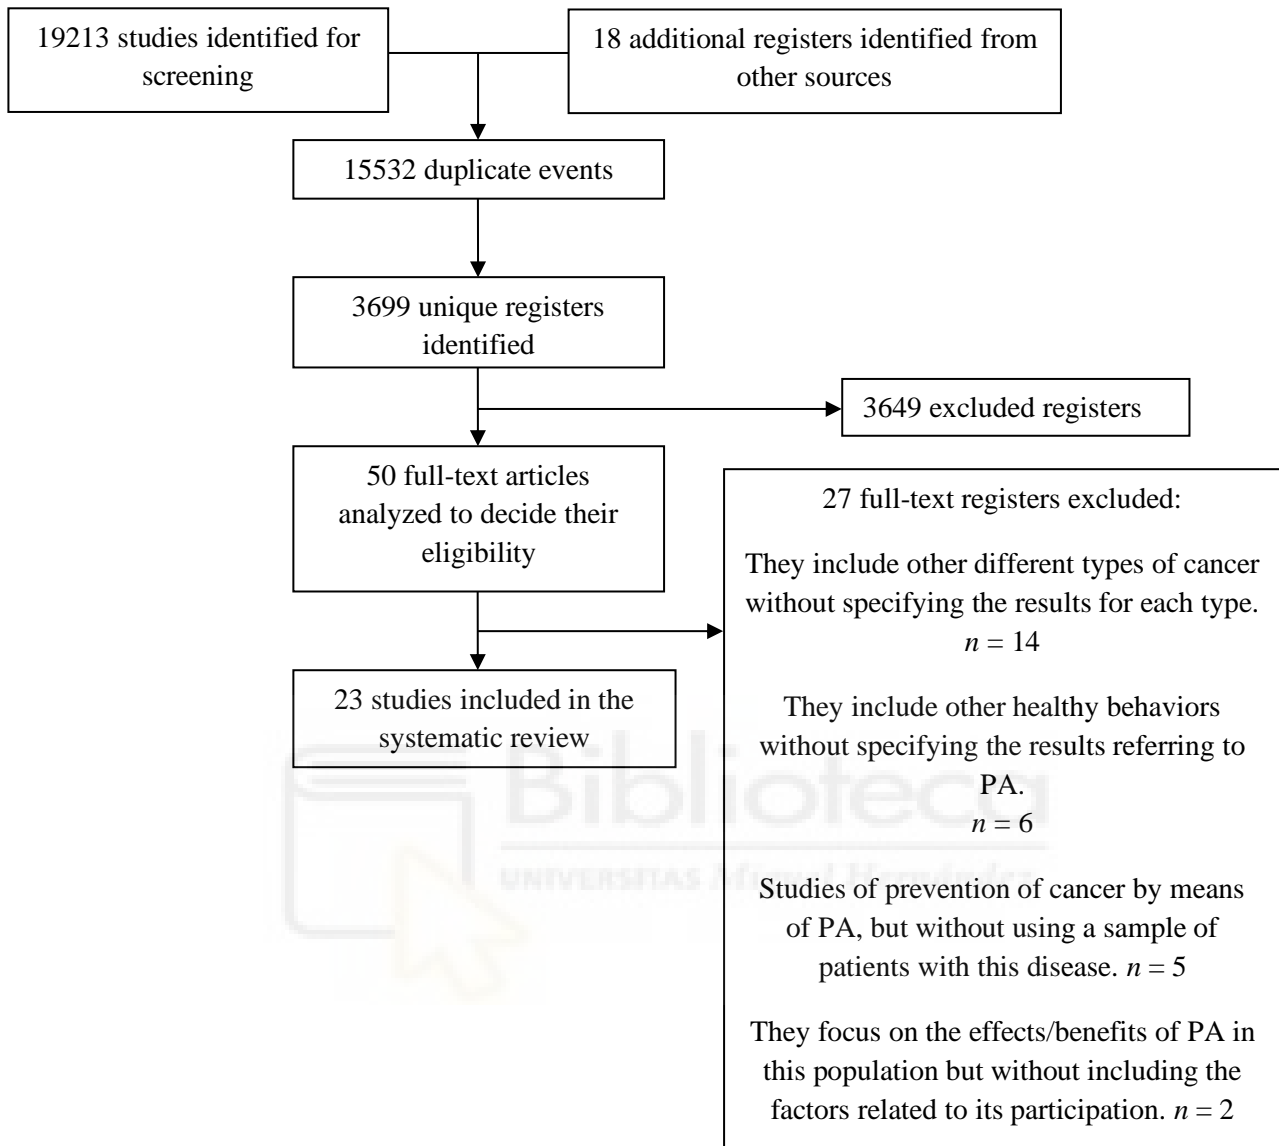 19213 studies identified for
screening
18 additional registers identified from
other sources
15532 duplicate events
3699 unique registers
identified
3649 excluded registers
50 full-text articles
analyzed to decide their
eligibility
27 full-text registers excluded:
They include other different types of cancer
without specifying the results for each type.
n = 14
They include other healthy behaviors
without specifying the results referring to
PA.
n = 6
Studies of prevention of cancer by means
of PA, but without using a sample of
patients with this disease. n = 5
They focus on the effects/benefits of PA in
this population but without including the
factors related to its participation. n = 2
23 studies included in the
systematic review
Biblioteca
UNIVERSITAS Miguel Hernández